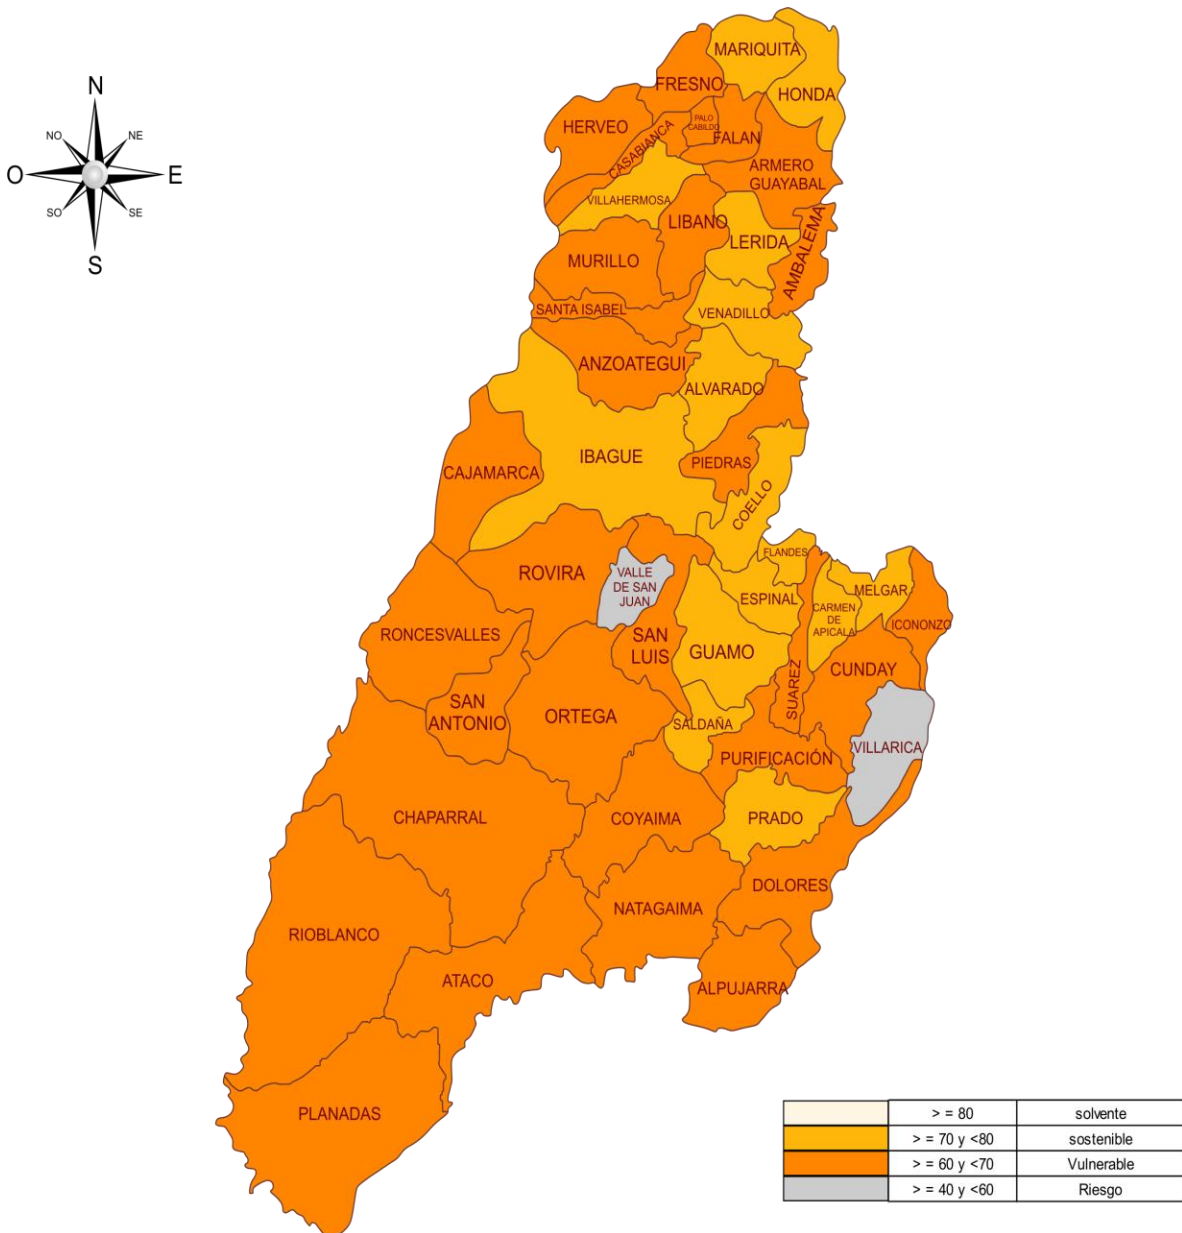 N
NO
NE
O
E
SO
SE
S
MARIQUITA
HONDA
FRESNO
HERVEO
PALO
CABILDO
FALAN
CASABIANCA
ARMERO
GUAYABAL
VILLAHERMOSA
LIBANO
LERIDA
AMBALEMA
MURILLO
SANTA ISABEL
VENADILLO
ANZOATEGUI
ALVARADO
IBAGUE
PIEDRAS
CAJAMARCA
COELLO
FLANDES
ROVIRA
VALLE
DE SAN
JUAN
ESPINAL
MELGAR
CARMEN
DE
APICALA
ICONONZO
RONCESVALLES
SAN
LUIS
GUAMO
SUAREZ
CUNDAY
SAN
ANTONIO
ORTEGA
SALDAÑA
PURIFICACIÓN
VILLARICA
CHAPARRAL
COYAIMA
PRADO
DOLORES
NATAGAIMA
RIOBLANCO
ATACO
ALPUJARRA
PLANADAS
> = 80 solvente
> = 70 y <80 sostenible
> = 60 y <70 Vulnerable
> = 40 y <60 Riesgo